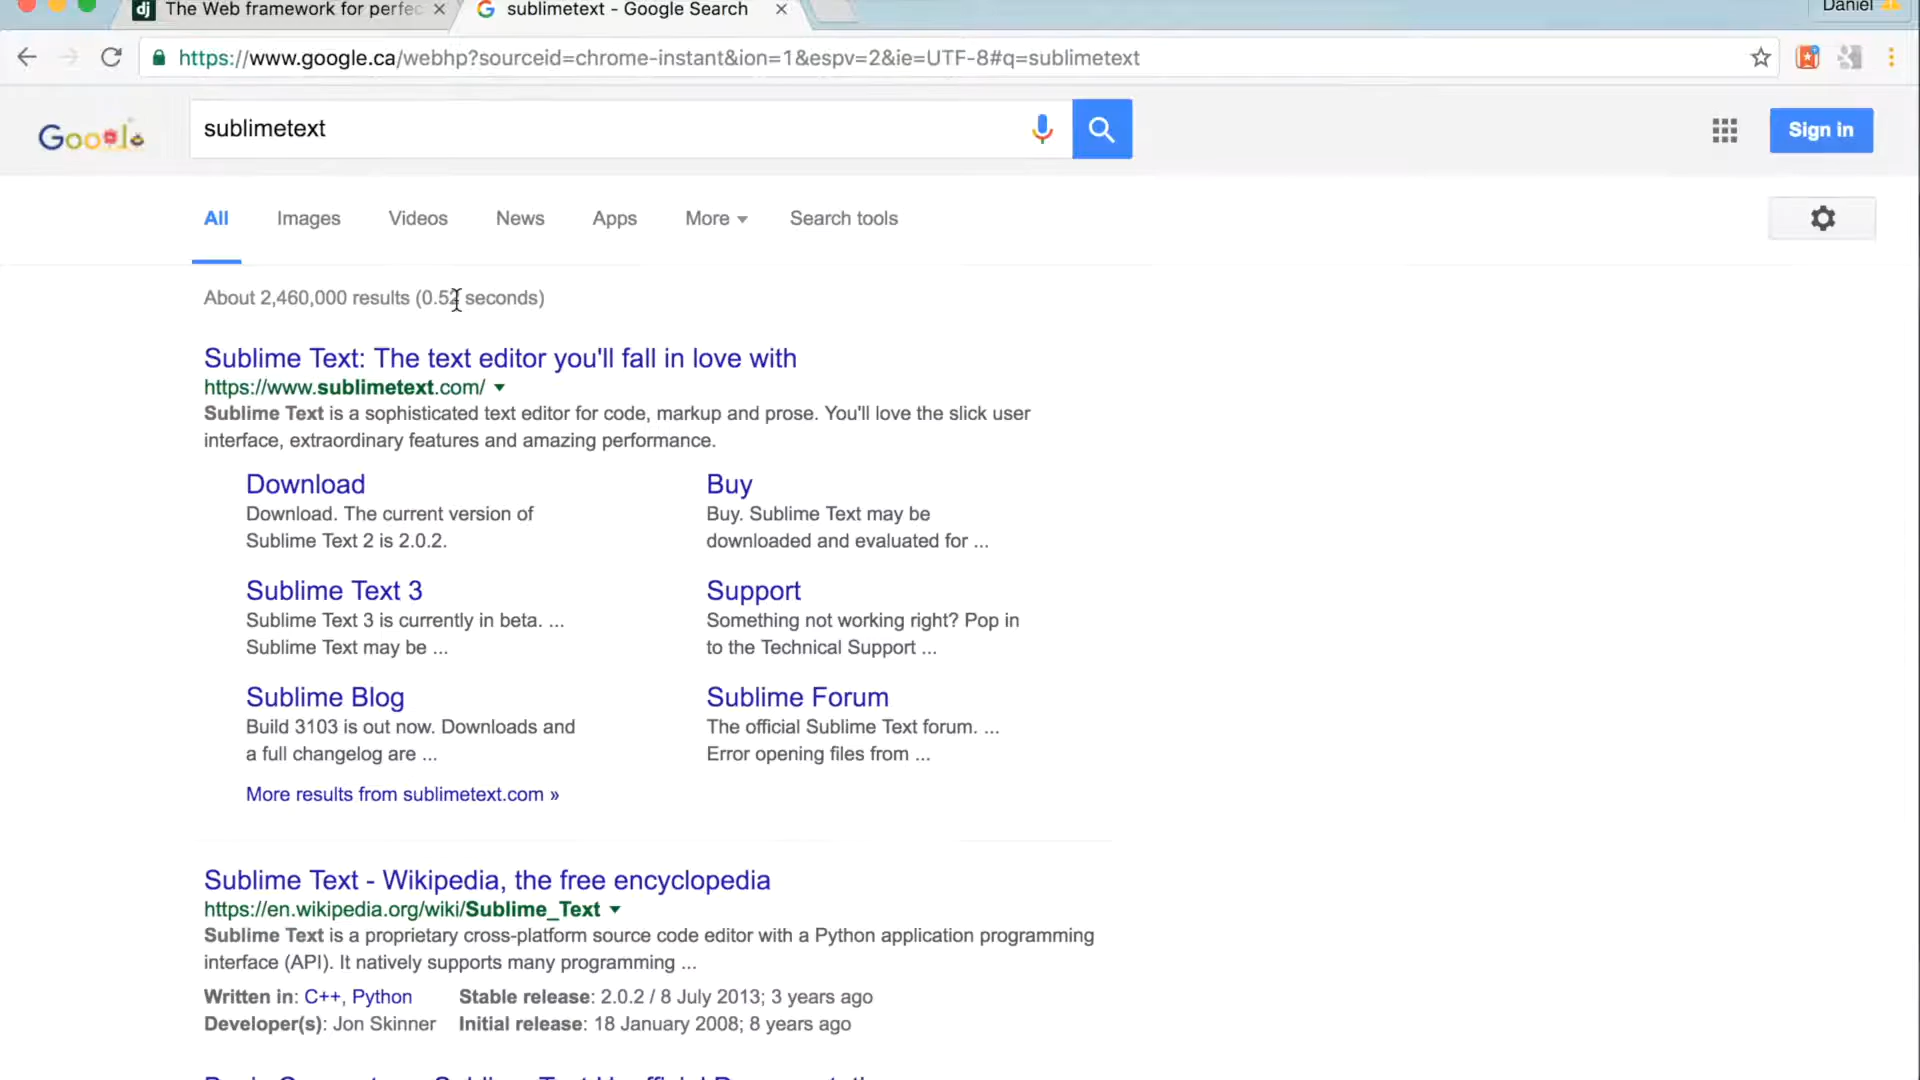 The Web framework for perfec
sublimetext - Google Search
Daniel
https://www.google.ca/webhp?sourceid=chrome-instant&ion=1&espv=2&ie=UTF-8#q=sublimetext
Google
sublimetext
Sign in
All Images Videos News Apps More Search tools
About 2,460,000 results (0.52 seconds)
Sublime Text: The text editor you'll fall in love with
https://www.sublimetext.com/
Sublime Text is a sophisticated text editor for code, markup and prose. You'll love the slick user
interface, extraordinary features and amazing performance.
Download
Download. The current version of
Sublime Text 2 is 2.0.2.
Buy
Buy. Sublime Text may be
downloaded and evaluated for ...
Sublime Text 3
Sublime Text 3 is currently in beta. ...
Sublime Text may be ...
Support
Something not working right? Pop in
to the Technical Support ...
Sublime Blog
Build 3103 is out now. Downloads and
a full changelog are ...
Sublime Forum
The official Sublime Text forum. ...
Error opening files from ...
More results from sublimetext.com »
Sublime Text - Wikipedia, the free encyclopedia
https://en.wikipedia.org/wiki/Sublime_Text
Sublime Text is a proprietary cross-platform source code editor with a Python application programming
interface (API). It natively supports many programming ...
Written in: C++, Python Stable release: 2.0.2 / 8 July 2013; 3 years ago
Developer(s): Jon Skinner Initial release: 18 January 2008; 8 years ago